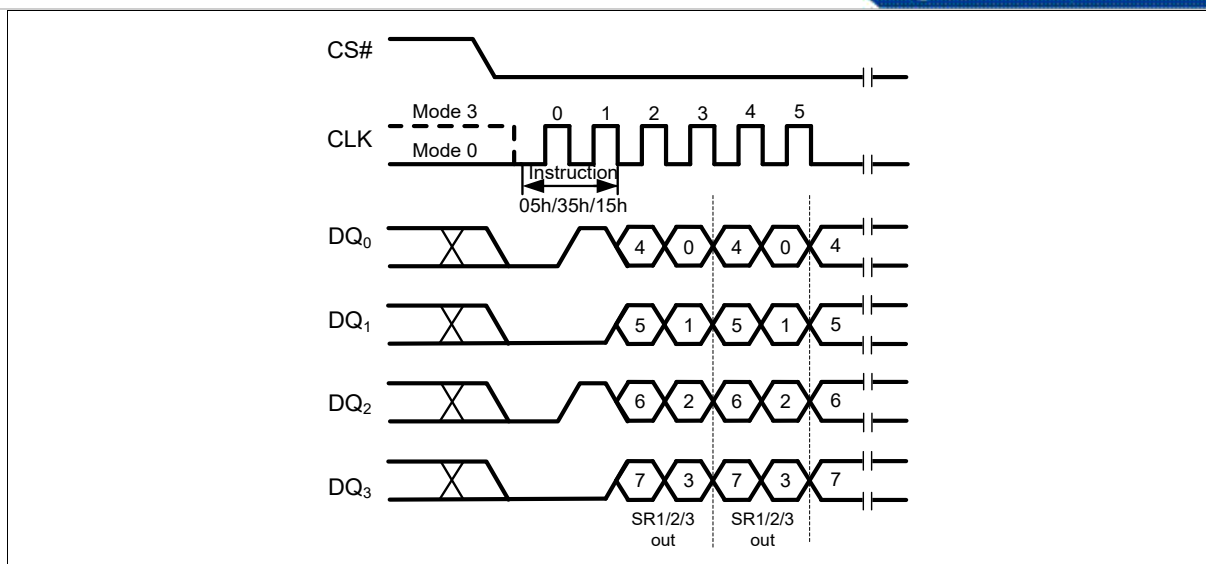 CS#
Mode 3 0 1 2 3 4 5
CLK
Mode 0
Instruction
05h/35h/15h
DQ0 4 0 4 0 4
DQ1 5 1 5 1 5
DQ2 6 2 6 2 6
DQ3 7 3 7 3 7
SR1/2/3 SR1/2/3
out out